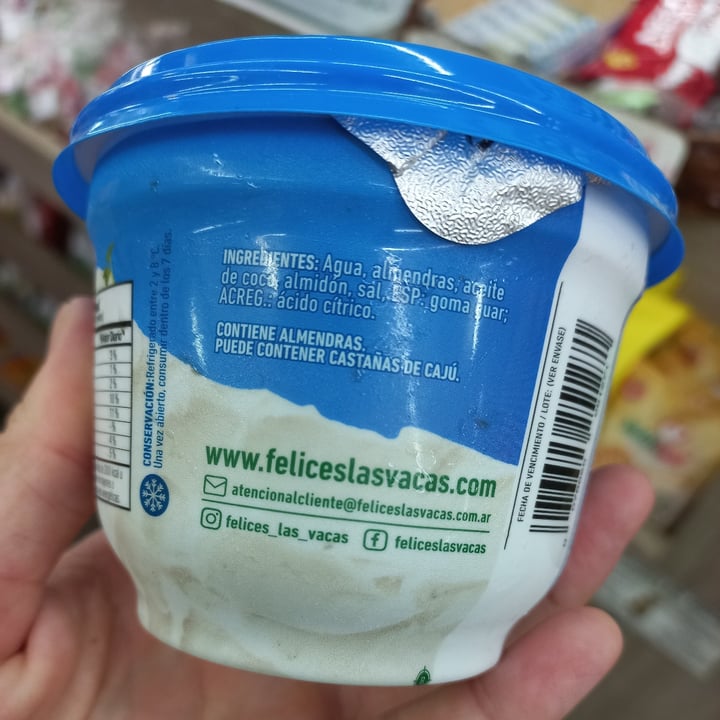 INGREDIENTES: Agua, almendras, aceite
de coco, almidón, sal, ESP: goma guar;
ACREG.: ácido cítrico.
CONTIENE ALMENDRAS.
PUEDE CONTENER CASTAÑAS DE CAJÚ.
www.feliceslasvacas.com
atencionalcliente@feliceslasvacas.com.ar
felices_las_vacas
feliceslasvacas
CONSERVACIÓN: Refrigerado entre 2 y 8 °C.
Una vez abierto, consumir dentro de los 7 días.
FECHA DE VENCIMIENTO / LOTE: (VER ENVASE)